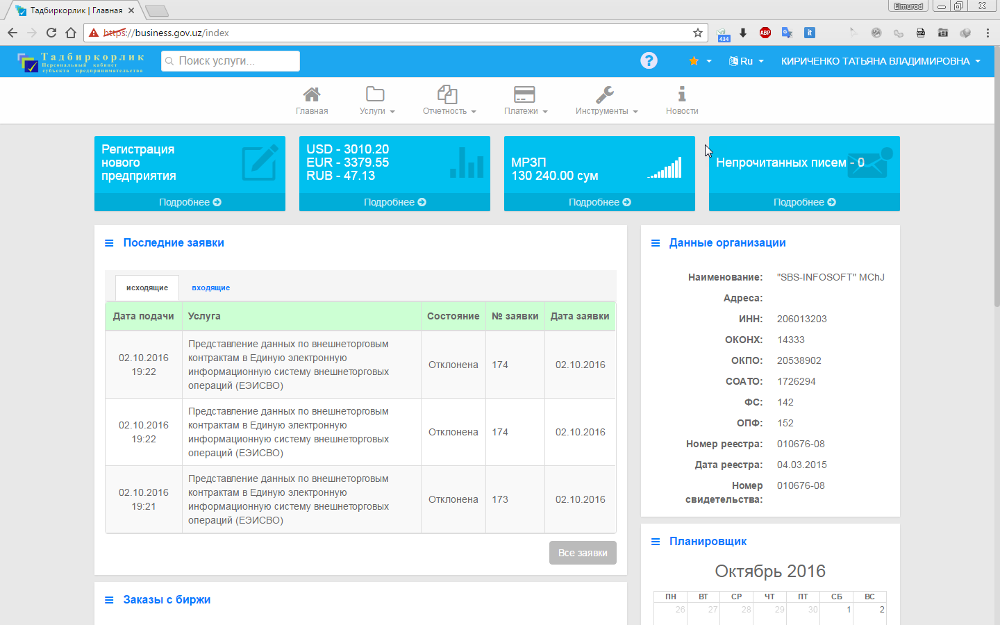 Тадбиркорлик | Главная
Elmurod
https://business.gov.uz/index
434
ABP
Тадбиркорлик
Персональный кабинет
субъекта предпринимательства
Поиск услуги...
?
Ru
КИРИЧЕНКО ТАТЬЯНА ВЛАДИМИРОВНА
Главная
Услуги
Отчетность
Платежи
Инструменты
Новости
Регистрация
нового
предприятия
Подробнее
USD - 3010.20
EUR - 3379.55
RUB - 47.13
Подробнее
МРЗП
130 240.00 сум
Подробнее
Непрочитанных писем - 0
Подробнее
Последние заявки
исходящие входящие
Дата подачи Услуга Состояние № заявки Дата заявки
02.10.2016
19:22
Представление данных по внешнеторговым
контрактам в Единую электронную
информационную систему внешнеторговых
операций (ЕЭИСВО)
Отклонена 174 02.10.2016
02.10.2016
19:22
Представление данных по внешнеторговым
контрактам в Единую электронную
информационную систему внешнеторговых
операций (ЕЭИСВО)
Отклонена 174 02.10.2016
02.10.2016
19:21
Представление данных по внешнеторговым
контрактам в Единую электронную
информационную систему внешнеторговых
операций (ЕЭИСВО)
Отклонена 173 02.10.2016
Все заявки
Заказы с биржи
Данные организации
Наименование: "SBS-INFOSOFT" MChJ
Адреса:
ИНН: 206013203
ОКОНХ: 14333
ОКПО: 20538902
СОАТО: 1726294
ФС: 142
ОПФ: 152
Номер реестра: 010676-08
Дата реестра: 04.03.2015
Номер
свидетельства:
010676-08
Планировщик
Октябрь 2016
ПН ВТ СР ЧТ ПТ СБ ВС
26 27 28 29 30 1 2